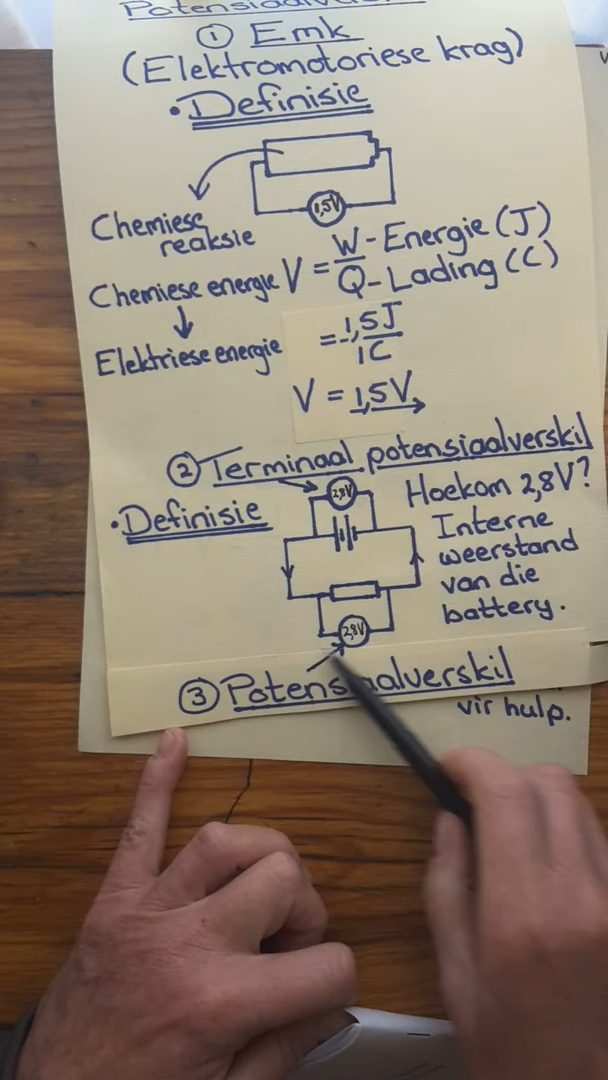 ① Emk
(Elektromotoriese krag)
• Definisie
1,5V
Chemiese
reaksie
Chemiese energie
↓
Elektriese energie
V = W - Energie (J)
Q - Lading (C)
= 1,5J
1C
V = 1,5V
② Terminaal potensiaalverskil
• Definisie
2,8V
Hoekom 2,8V?
Interne
weerstand
van die
battery.
2,8V
③ Potensiaalverskil
vir hulp.